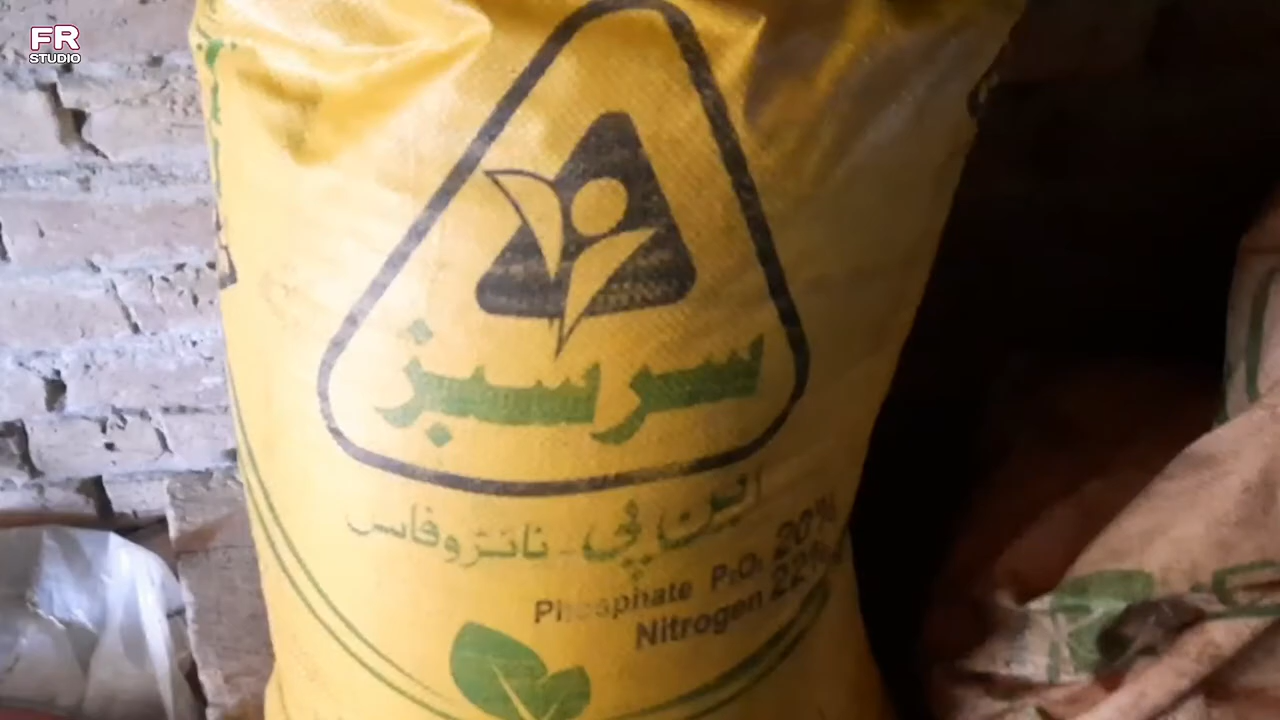 FR
STUDIO
سرسبز
این پی - نائٹروفاس
Phosphate P₂O₅ 20%
Nitrogen 22%